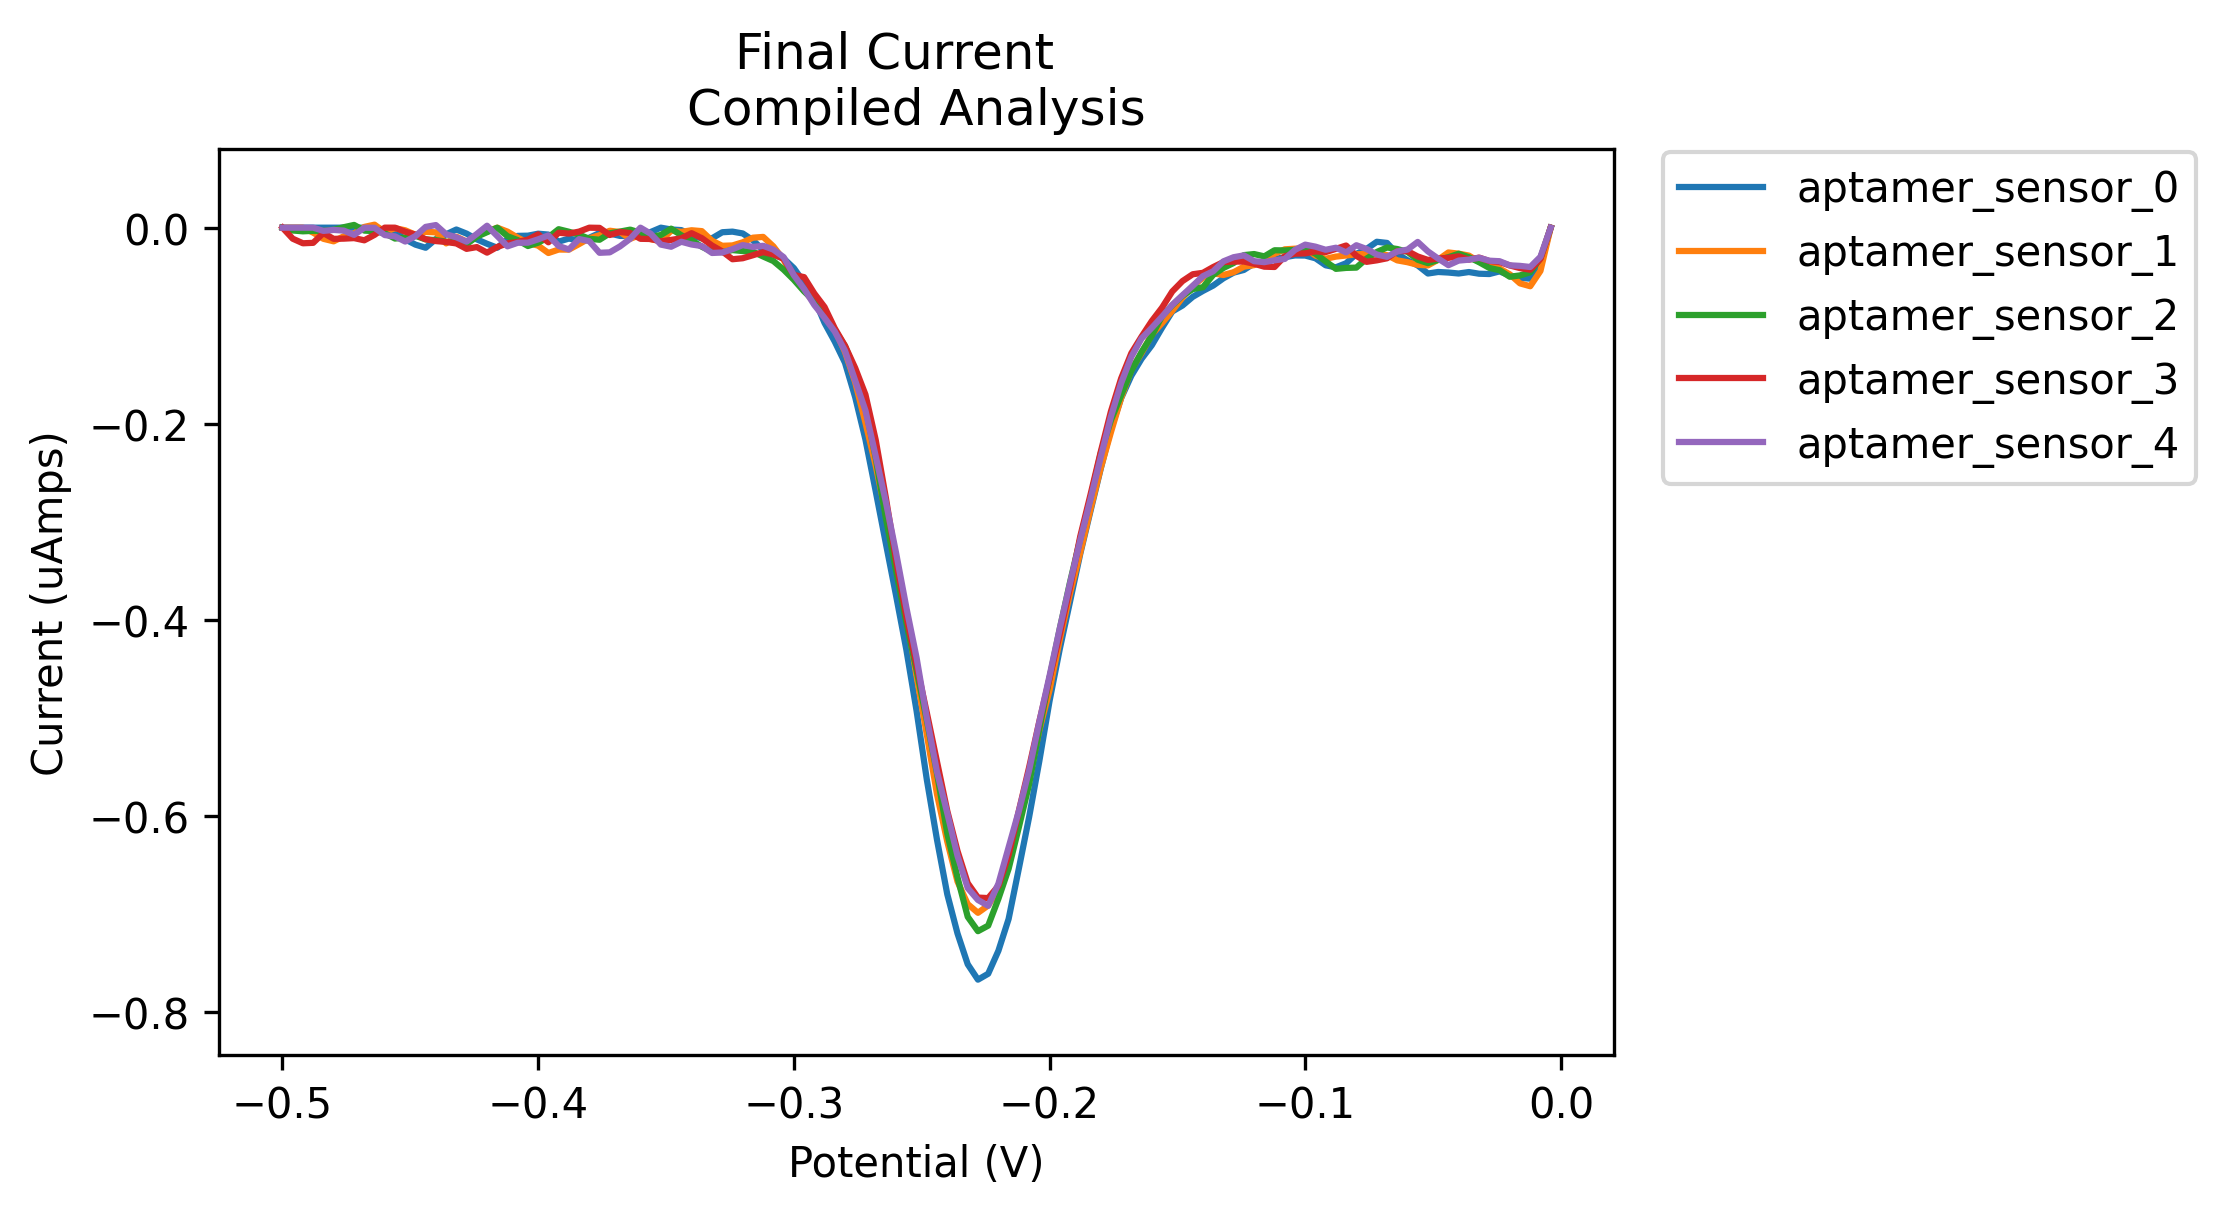 Final Current
Compiled Analysis
aptamer_sensor_0
aptamer_sensor_1
aptamer_sensor_2
aptamer_sensor_3
aptamer_sensor_4
0.0
−0.2
−0.4
−0.6
−0.8
Current (uAmps)
−0.5
−0.4
−0.3
−0.2
−0.1
0.0
Potential (V)